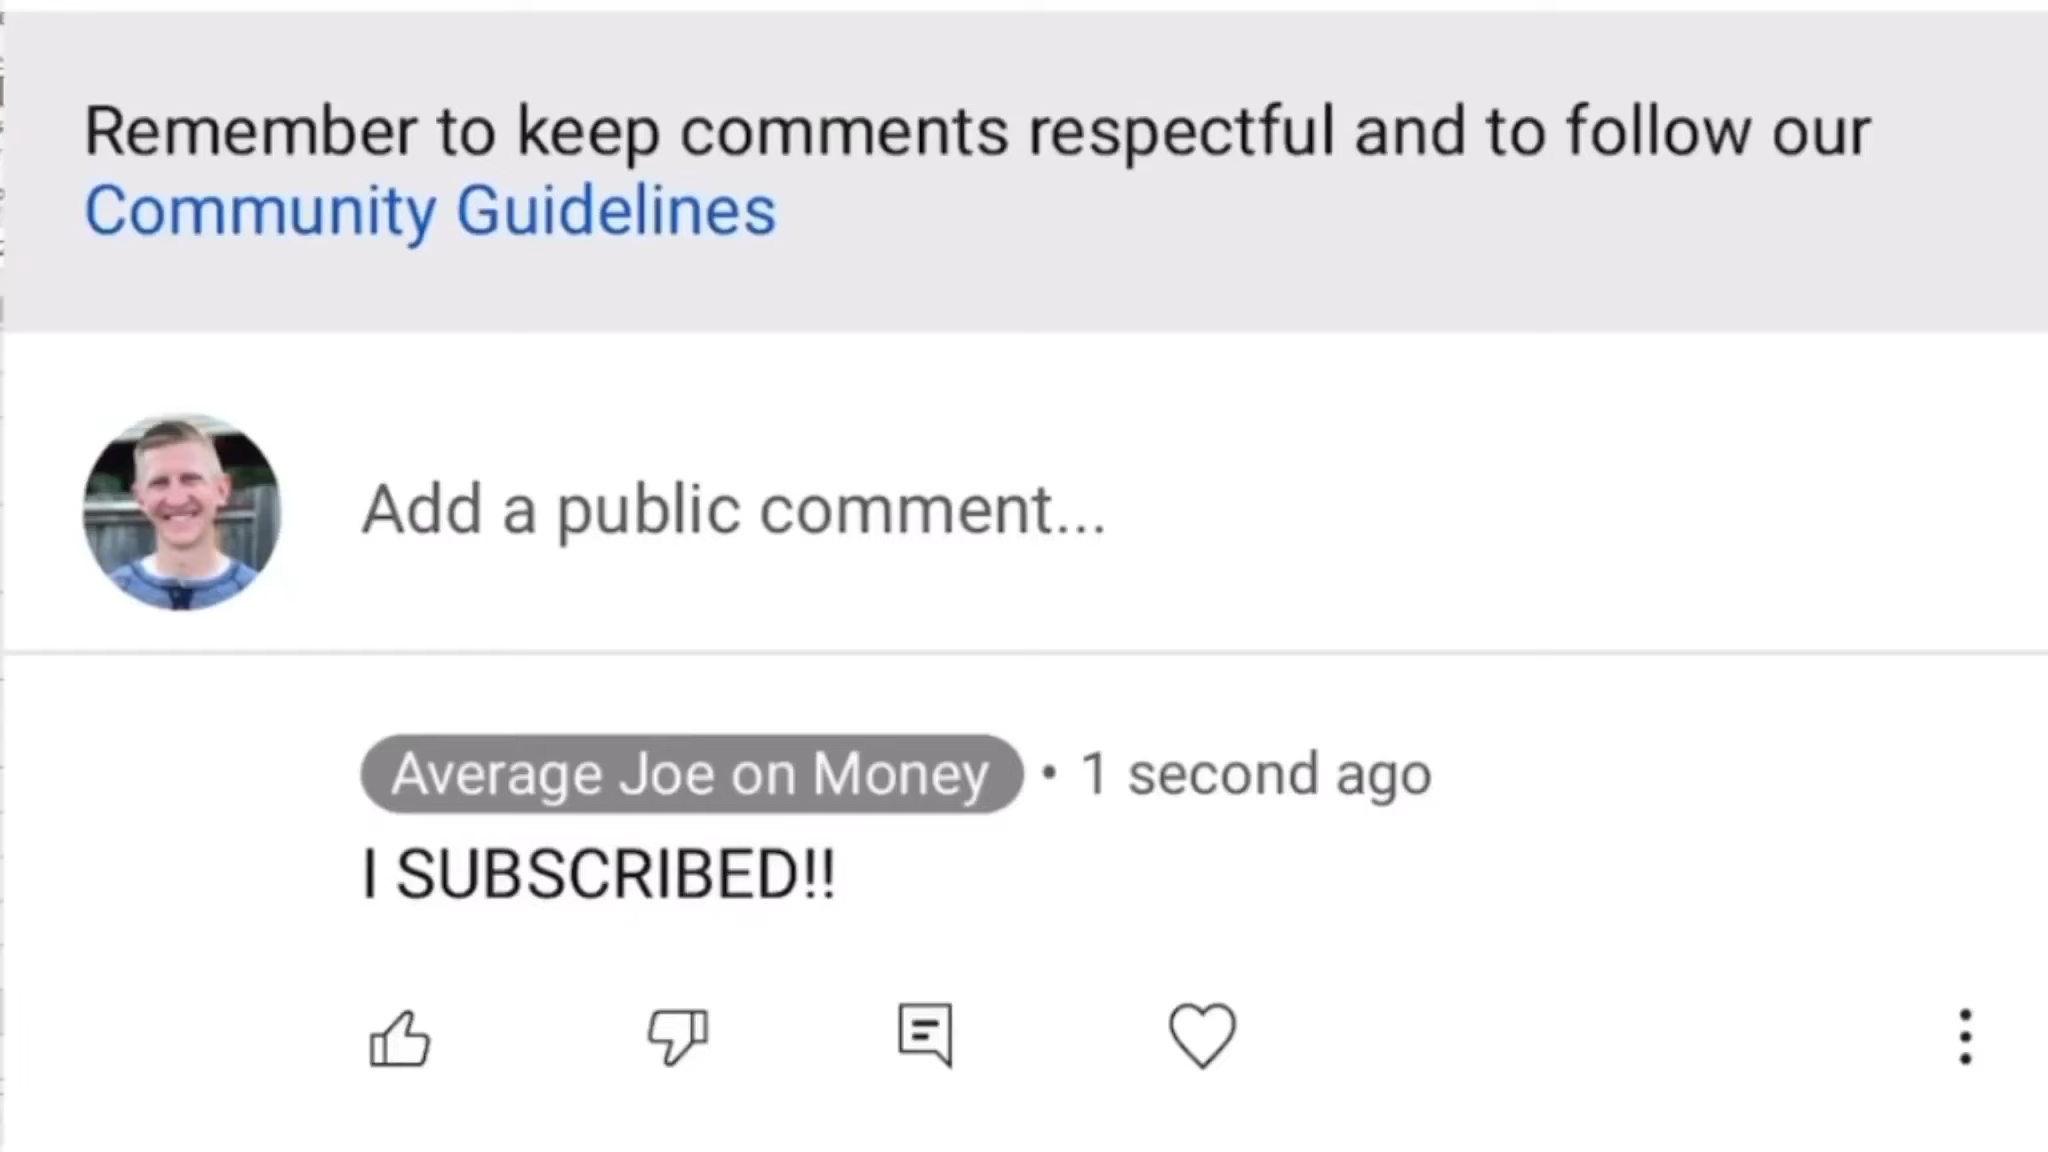 Remember to keep comments respectful and to follow our
Community Guidelines
Add a public comment...
Average Joe on Money • 1 second ago
I SUBSCRIBED!!